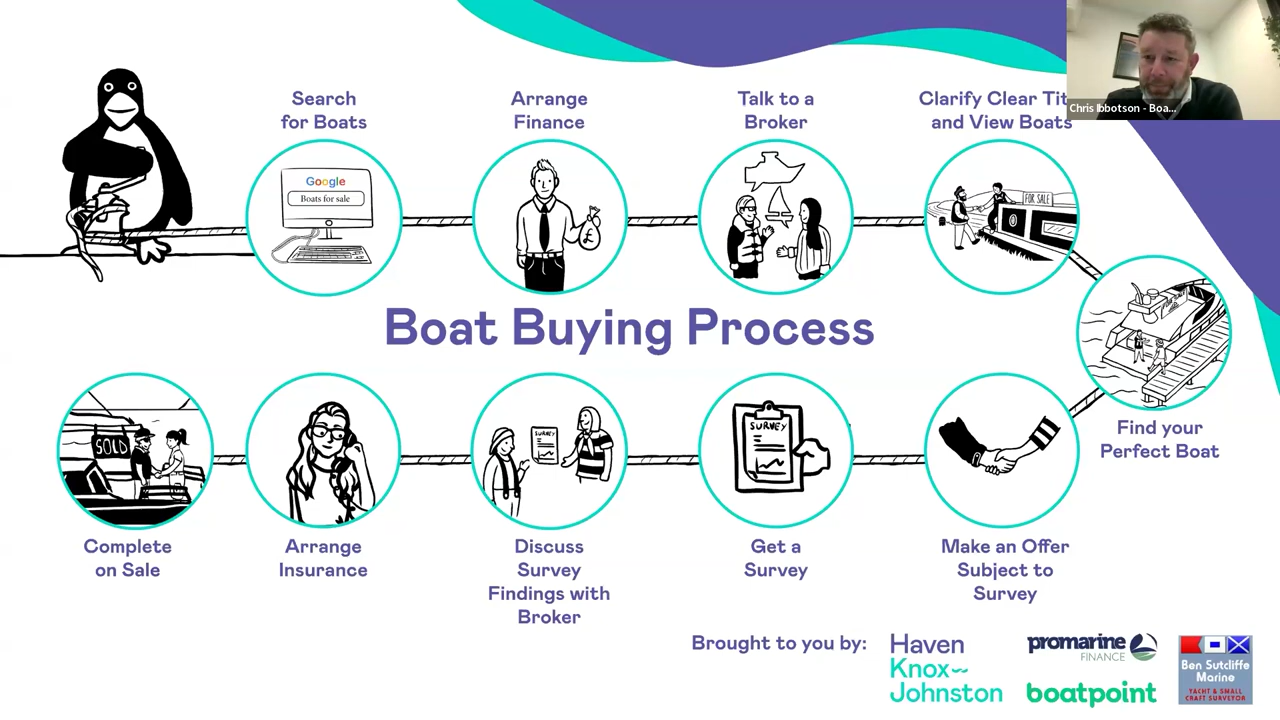 Search
for Boats
Arrange
Finance
Talk to a
Broker
Clarify Clear
and View Boats
Chris Ibbotson - Boa...
Google
Boats for sale
£
FOR SALE
Boat Buying Process
Find your
Perfect Boat
SOLD
SURVEY
SURVEY
Complete
on Sale
Arrange
Insurance
Discuss
Survey
Findings with
Broker
Get a
Survey
Make an Offer
Subject to
Survey
Brought to you by:
Haven
Knox
Johnston
promarine
FINANCE
boatpoint
Ben Sutcliffe
Marine
YACHT & SMALL
CRAFT SURVEYOR